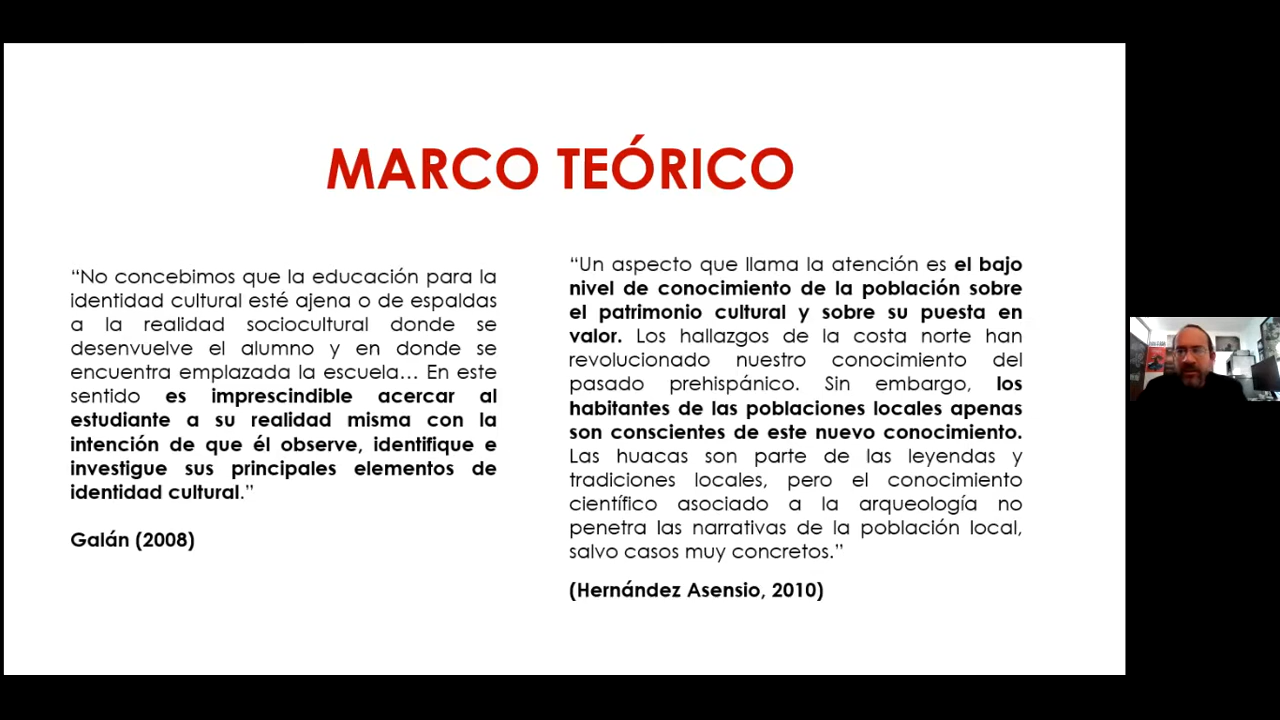 MARCO TEÓRICO
“No concebimos que la educación para la
identidad cultural esté ajena o de espaldas
a la realidad sociocultural donde se
desenvuelve el alumno y en donde se
encuentra emplazada la escuela… En este
sentido es imprescindible acercar al
estudiante a su realidad misma con la
intención de que él observe, identifique e
investigue sus principales elementos de
identidad cultural.”
Galán (2008)
“Un aspecto que llama la atención es el bajo
nivel de conocimiento de la población sobre
el patrimonio cultural y sobre su puesta en
valor. Los hallazgos de la costa norte han
revolucionado nuestro conocimiento del
pasado prehispánico. Sin embargo, los
habitantes de las poblaciones locales apenas
son conscientes de este nuevo conocimiento.
Las huacas son parte de las leyendas y
tradiciones locales, pero el conocimiento
científico asociado a la arqueología no
penetra las narrativas de la población local,
salvo casos muy concretos.”
(Hernández Asensio, 2010)